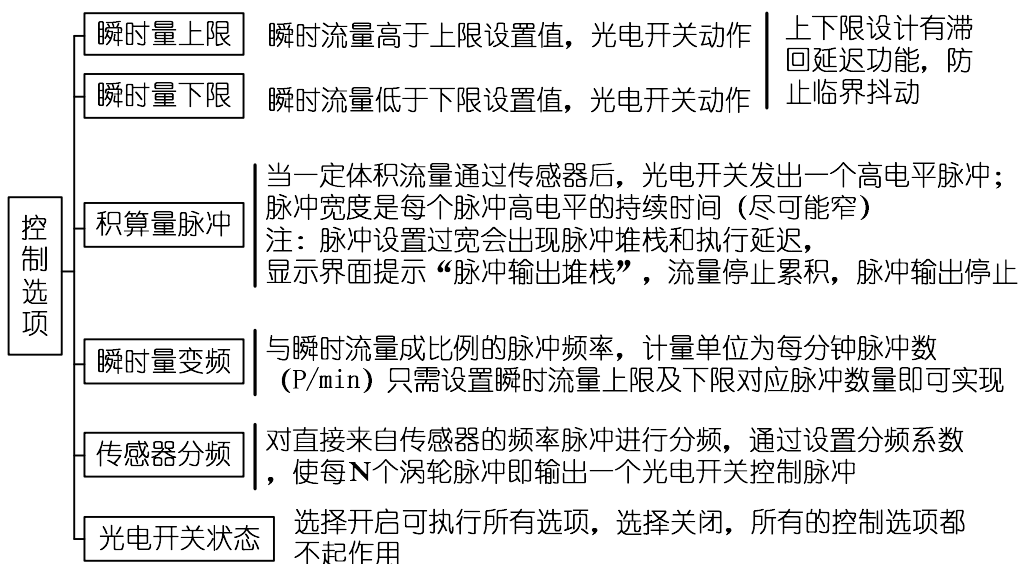 控制选项
瞬时量上限
瞬时流量高于上限设置值，光电开关动作
瞬时量下限
瞬时流量低于下限设置值，光电开关动作
上下限设计有滞
回延迟功能，防
止临界抖动
积算量脉冲
当一定体积流量通过传感器后，光电开关发出一个高电平脉冲；
脉冲宽度是每个脉冲高电平的持续时间（尽可能窄）
注：脉冲设置过宽会出现脉冲堆栈和执行延迟，
显示界面提示“脉冲输出堆栈”，流量停止累积，脉冲输出停止
瞬时量变频
与瞬时流量成比例的脉冲频率，计量单位为每分钟脉冲数
（P/min）只需设置瞬时流量上限及下限对应脉冲数量即可实现
传感器分频
对直接来自传感器的频率脉冲进行分频，通过设置分频系数
，使每N个涡轮脉冲即输出一个光电开关控制脉冲
光电开关状态
选择开启可执行所有选项，选择关闭，所有的控制选项都
不起作用